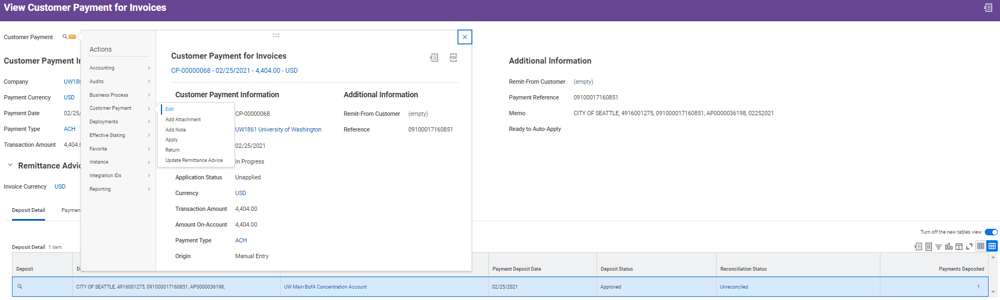 View Customer Payment for Invoices
Customer Payment
Customer Payment In
Company UW186
Payment Currency USD
Payment Date 02/25/
Payment Type ACH
Transaction Amount 4,404.0
Remittance Advic
Invoice Currency USD
Deposit Detail Paymen
Actions
Accounting
Audits
Business Process
Customer Payment
Deployments
Effective Stating
Favorite
Instance
Integration IDs
Reporting
Edit
Add Attachment
Add Note
Apply
Return
Update Remittance Advice
Customer Payment for Invoices
PDF
CP-00000068 - 02/25/2021 - 4,404.00 - USD
Customer Payment Information
CP-00000068
UW1861 University of Washington
02/25/2021
In Progress
Application Status Unapplied
Currency USD
Transaction Amount 4,404.00
Amount On-Account 4,404.00
Payment Type ACH
Origin Manual Entry
Additional Information
Remit-From Customer (empty)
Reference 09100017160851
Additional Information
Remit-From Customer (empty)
Payment Reference 09100017160851
Memo CITY OF SEATTLE, 4916001275, 091000017160851, AP0000036198, 02252021
Ready to Auto-Apply
Turn off the new tables view
Deposit Detail 1 item
Deposit Payment Deposit Date Deposit Status Reconciliation Status Payments Deposited
CITY OF SEATTLE, 4916001275, 091000017160851, AP0000036198, UW Main BofA Concentration Account 02/25/2021 Approved Unreconciled 1